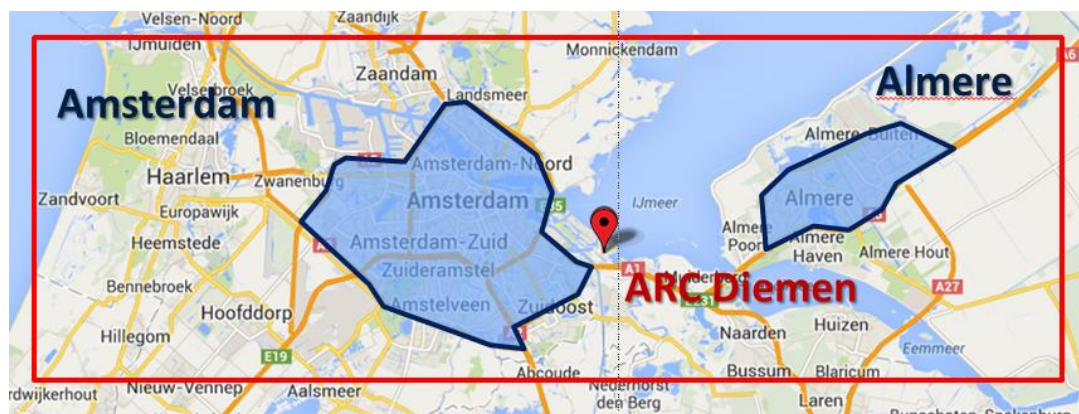 Velsen-Noord
Zaandijk
IJmuiden
Monnickendam
A6
Zaandam
Landsmeer
Amsterdam
Almere
Bloemendaal
Almere-Buiten
Amsterdam-Noord
Haarlem
Zwanenburg
Zandvoort
Amsterdam
Almere
IJmeer
Europawijk
Heemstede
Amsterdam-Zuid
Almere
Poort
Almere
Haven
Almere Hout
Zuideramstel
A1
ARC Diemen
Bennebroek
Amstelveen
Zuidoost
A27
Hoofddorp
Naarden
Huizen
Hillegom
E19
Eemmeer
Abcoude
Bussum
Blaricum
Nieuw-Vennep
Aalsmeer
Nederhorst
den Berg
Laren